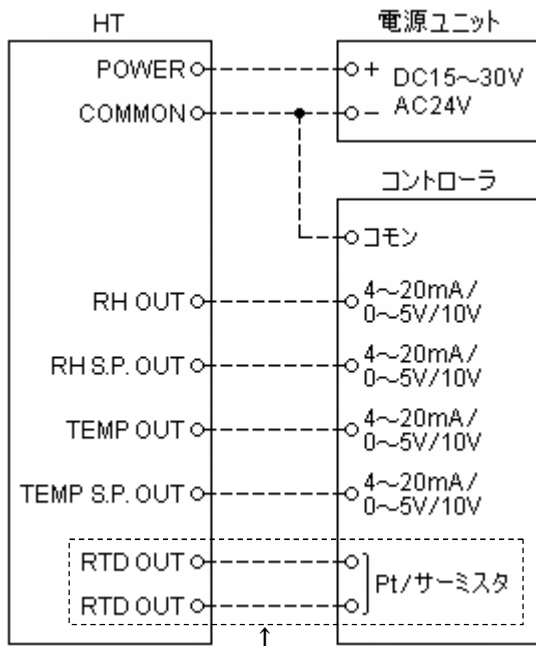 HT
電源ユニット
POWER
+
DC15～30V
COMMON
−
AC24V
コントローラ
コモン
RH OUT
4～20mA/
0～5V/10V
RH S.P. OUT
4～20mA/
0～5V/10V
TEMP OUT
4～20mA/
0～5V/10V
TEMP S.P. OUT
4～20mA/
0～5V/10V
RTD OUT
Pt/サーミスタ
RTD OUT